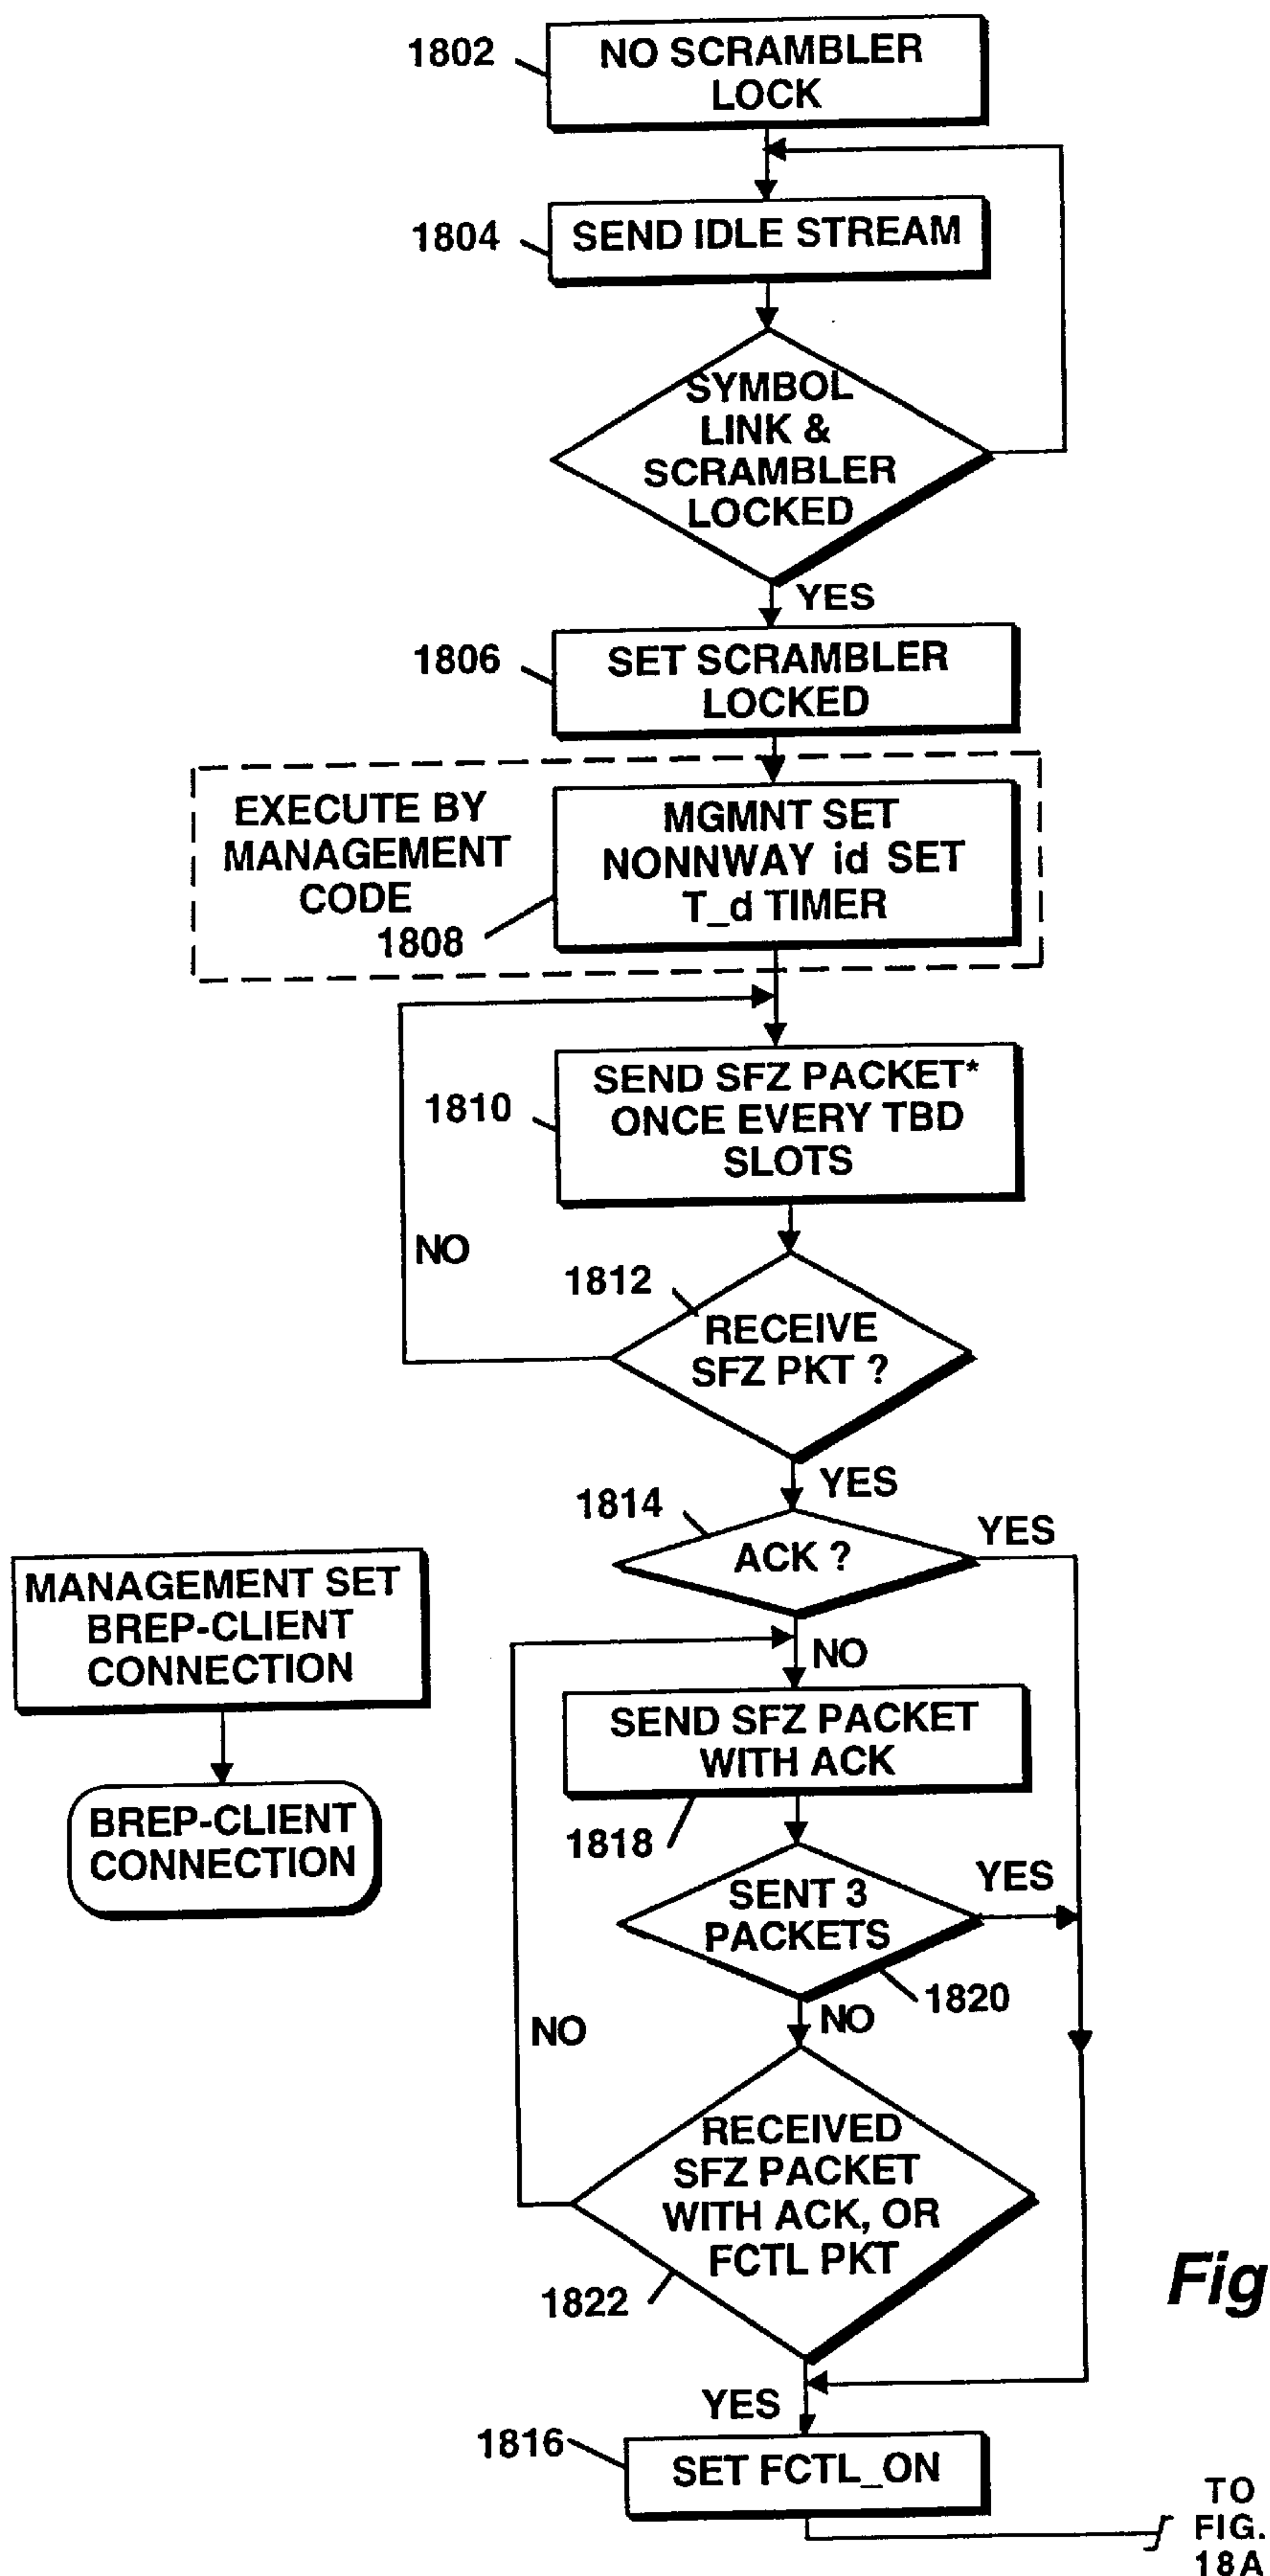 1802
NO SCRAMBLER
LOCK
1804
SEND IDLE STREAM
SYMBOL
LINK &
SCRAMBLER
LOCKED
YES
1806
SET SCRAMBLER
LOCKED
EXECUTE BY
MANAGEMENT
CODE
1808
MGMNT SET
NONNWAY id SET
T_d TIMER
1810
SEND SFZ PACKET*
ONCE EVERY TBD
SLOTS
NO
1812
RECEIVE
SFZ PKT ?
YES
1814
ACK ?
YES
NO
MANAGEMENT SET
BREP-CLIENT
CONNECTION
BREP-CLIENT
CONNECTION
SEND SFZ PACKET
WITH ACK
1818
SENT 3
PACKETS
YES
1820
NO
NO
RECEIVED
SFZ PACKET
WITH ACK, OR
FCTL PKT
1822
Fig
YES
1816
SET FCTL_ON
TO
FIG.
18A